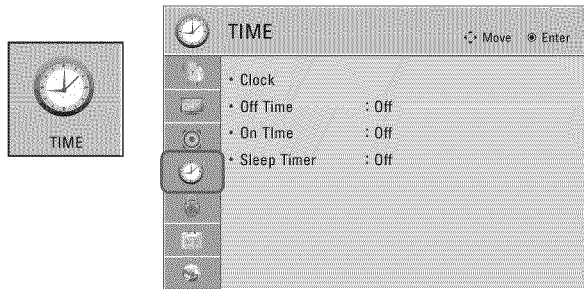 TIME
TIME
Move Enter
• Clock
• Off Time : Off
• On TIme : Off
• Sleep Timer : Off